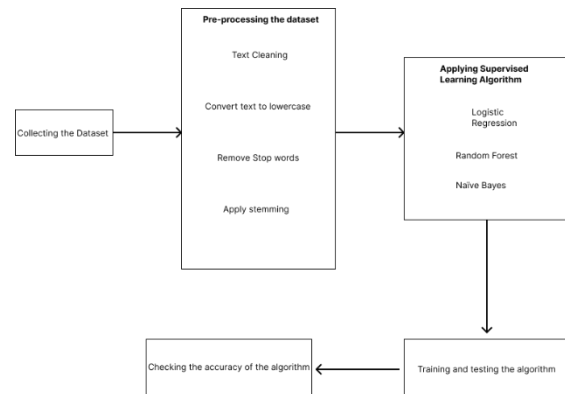 Collecting the Dataset
Pre-processing the dataset
Text Cleaning
Convert text to lowercase
Remove Stop words
Apply stemming
Applying Supervised
Learning Algorithm
Logistic
Regression
Random Forest
Naïve Bayes
Training and testing the algorithm
Checking the accuracy of the algorithm